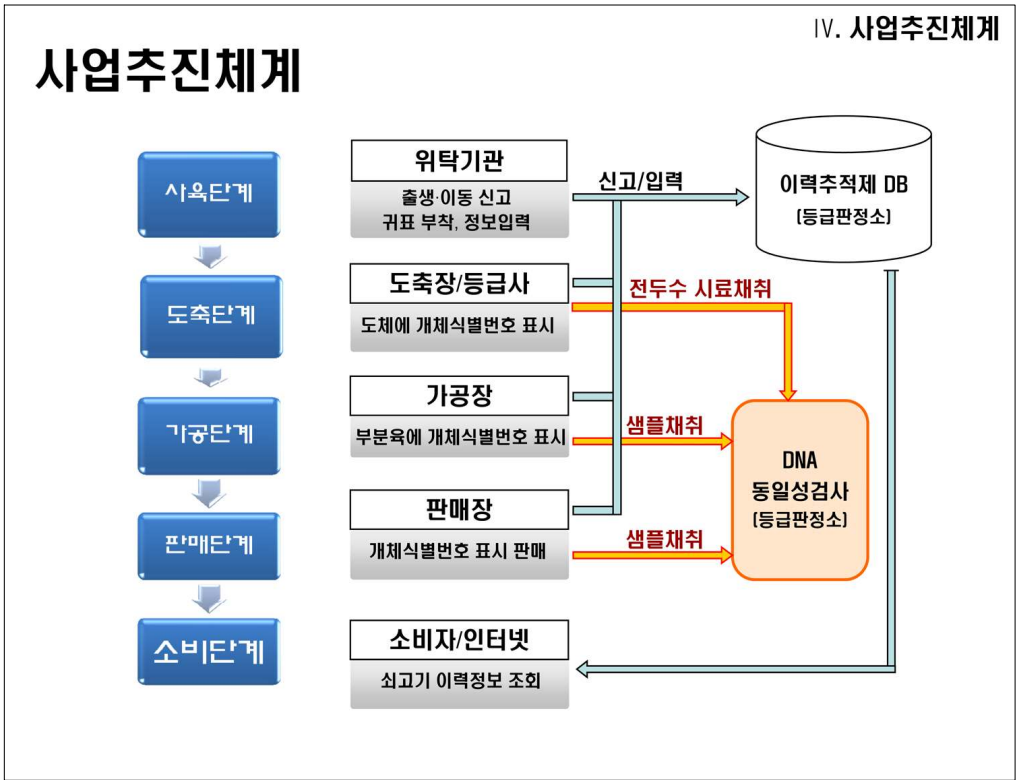 IV. 사업추진체계
사업추진체계
사육단계
위탁기관
출생·이동 신고
귀표 부착, 정보입력
신고/입력
이력추적제 DB
(등급판정소)
도축단계
도축장/등급사
도체에 개체식별번호 표시
전두수 시료채취
가공단계
가공장
부분육에 개체식별번호 표시
샘플채취
DNA
동일성검사
(등급판정소)
판매단계
판매장
개체식별번호 표시 판매
샘플채취
소비단계
소비자/인터넷
쇠고기 이력정보 조회